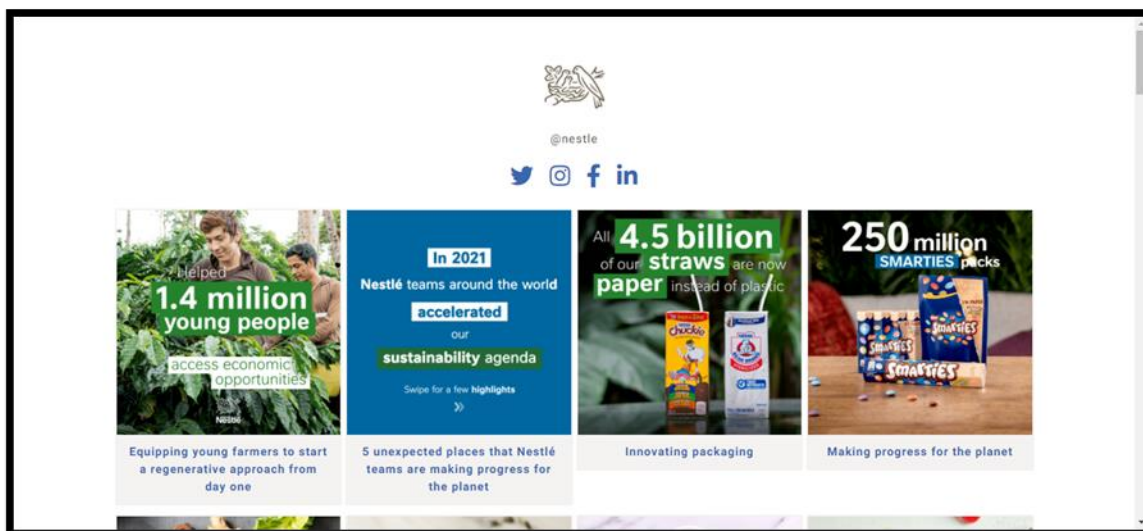 @nestle
Helped
1.4 million
young people
access economic
opportunities
Nestlé
Equipping young farmers to start
a regenerative approach from
day one
In 2021
Nestlé teams around the world
accelerated
our
sustainability agenda
Swipe for a few highlights
5 unexpected places that Nestlé
teams are making progress for
the planet
All 4.5 billion
of our straws are now
paper instead of plastic
chuckie
Innovating packaging
250 million
SMARTIES packs
SMARTIES
SMARTIES
SMARTIES
Making progress for the planet